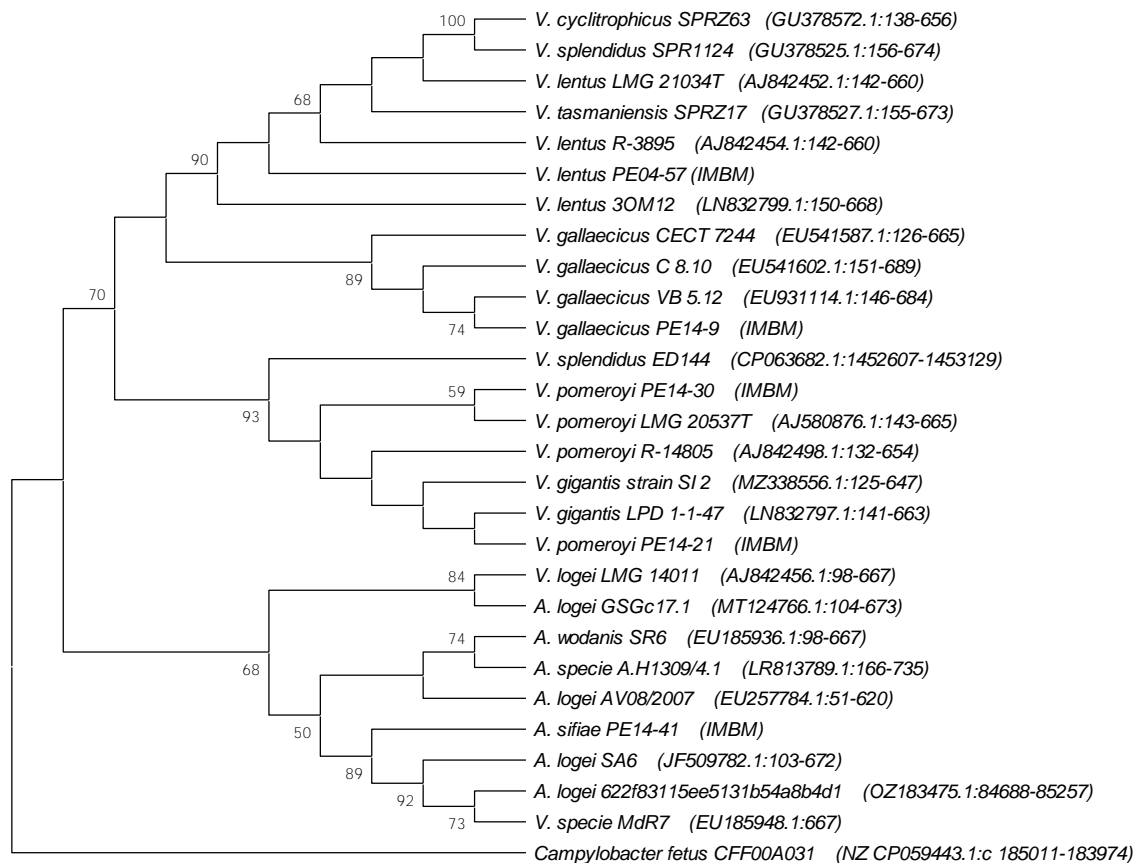 100 V. cyclitrophicus SPRZ63 (GU378572.1:138-656)
V. splendidus SPR1124 (GU378525.1:156-674)
V. lentus LMG 21034T (AJ842452.1:142-660)
68
V. tasmaniensis SPRZ17 (GU378527.1:155-673)
V. lentus R-3895 (AJ842454.1:142-660)
90
V. lentus PE04-57 (IMBM)
V. lentus 3OM12 (LN832799.1:150-668)
V. gallaecicus CECT 7244 (EU541587.1:126-665)
89 V. gallaecicus C 8.10 (EU541602.1:151-689)
70 V. gallaecicus VB 5.12 (EU931114.1:146-684)
74 V. gallaecicus PE14-9 (IMBM)
V. splendidus ED144 (CP063682.1:1452607-1453129)
59 V. pomeroyi PE14-30 (IMBM)
93 V. pomeroyi LMG 20537T (AJ580876.1:143-665)
V. pomeroyi R-14805 (AJ842498.1:132-654)
V. gigantis strain SI 2 (MZ338556.1:125-647)
V. gigantis LPD 1-1-47 (LN832797.1:141-663)
V. pomeroyi PE14-21 (IMBM)
84 V. logei LMG 14011 (AJ842456.1:98-667)
A. logei GSGc17.1 (MT124766.1:104-673)
74 A. wodanis SR6 (EU185936.1:98-667)
68 A. specie A.H1309/4.1 (LR813789.1:166-735)
A. logei AV08/2007 (EU257784.1:51-620)
50 A. sifiae PE14-41 (IMBM)
89 A. logei SA6 (JF509782.1:103-672)
92 A. logei 622f83115ee5131b54a8b4d1 (OZ183475.1:84688-85257)
73 V. specie MdR7 (EU185948.1:667)
Campylobacter fetus CFF00A031 (NZ CP059443.1:c 185011-183974)